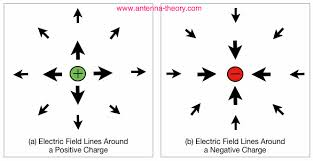 www.antenna-theory.com
+
−
(a) Electric Field Lines Around
a Positive Charge
(b) Electric Field Lines Around
a Negative Charge